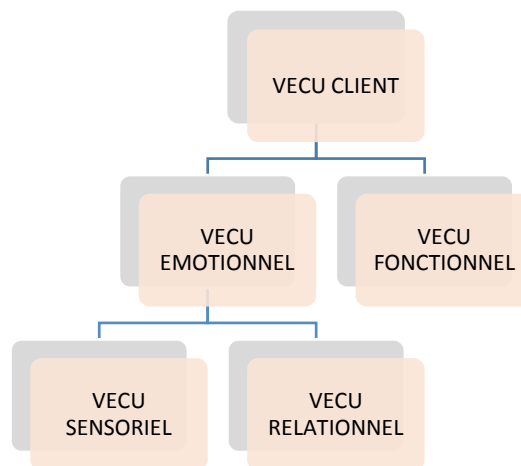 VECU CLIENT
VECU
EMOTIONNEL
VECU
FONCTIONNEL
VECU
SENSORIEL
VECU
RELATIONNEL